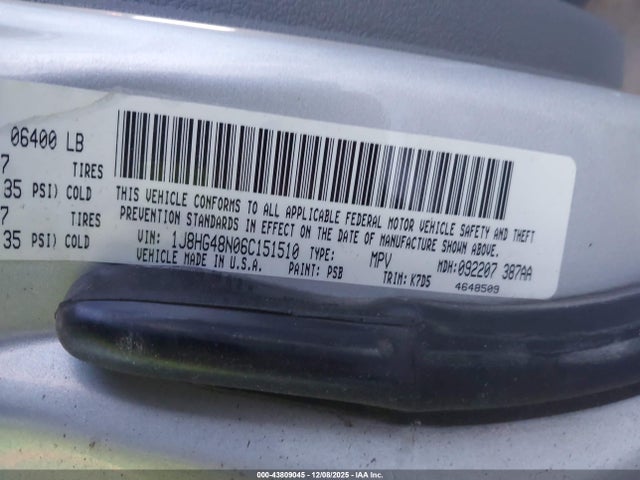 06400 LB
7 TIRES
35 PSI) COLD
7 TIRES
35 PSI) COLD
THIS VEHICLE CONFORMS TO ALL APPLICABLE FEDERAL MOTOR VEHICLE SAFETY AND THEFT
PREVENTION STANDARDS IN EFFECT ON THE DATE OF MANUFACTURE SHOWN ABOVE.
VIN: 1J8HG48N06C151510 TYPE: MPV MDH:092207 387AA
VEHICLE MADE IN U.S.A. PAINT: PSB TRIM: K7D5 4648509
000-43809045 - 12/08/2025 - IAAI.COM